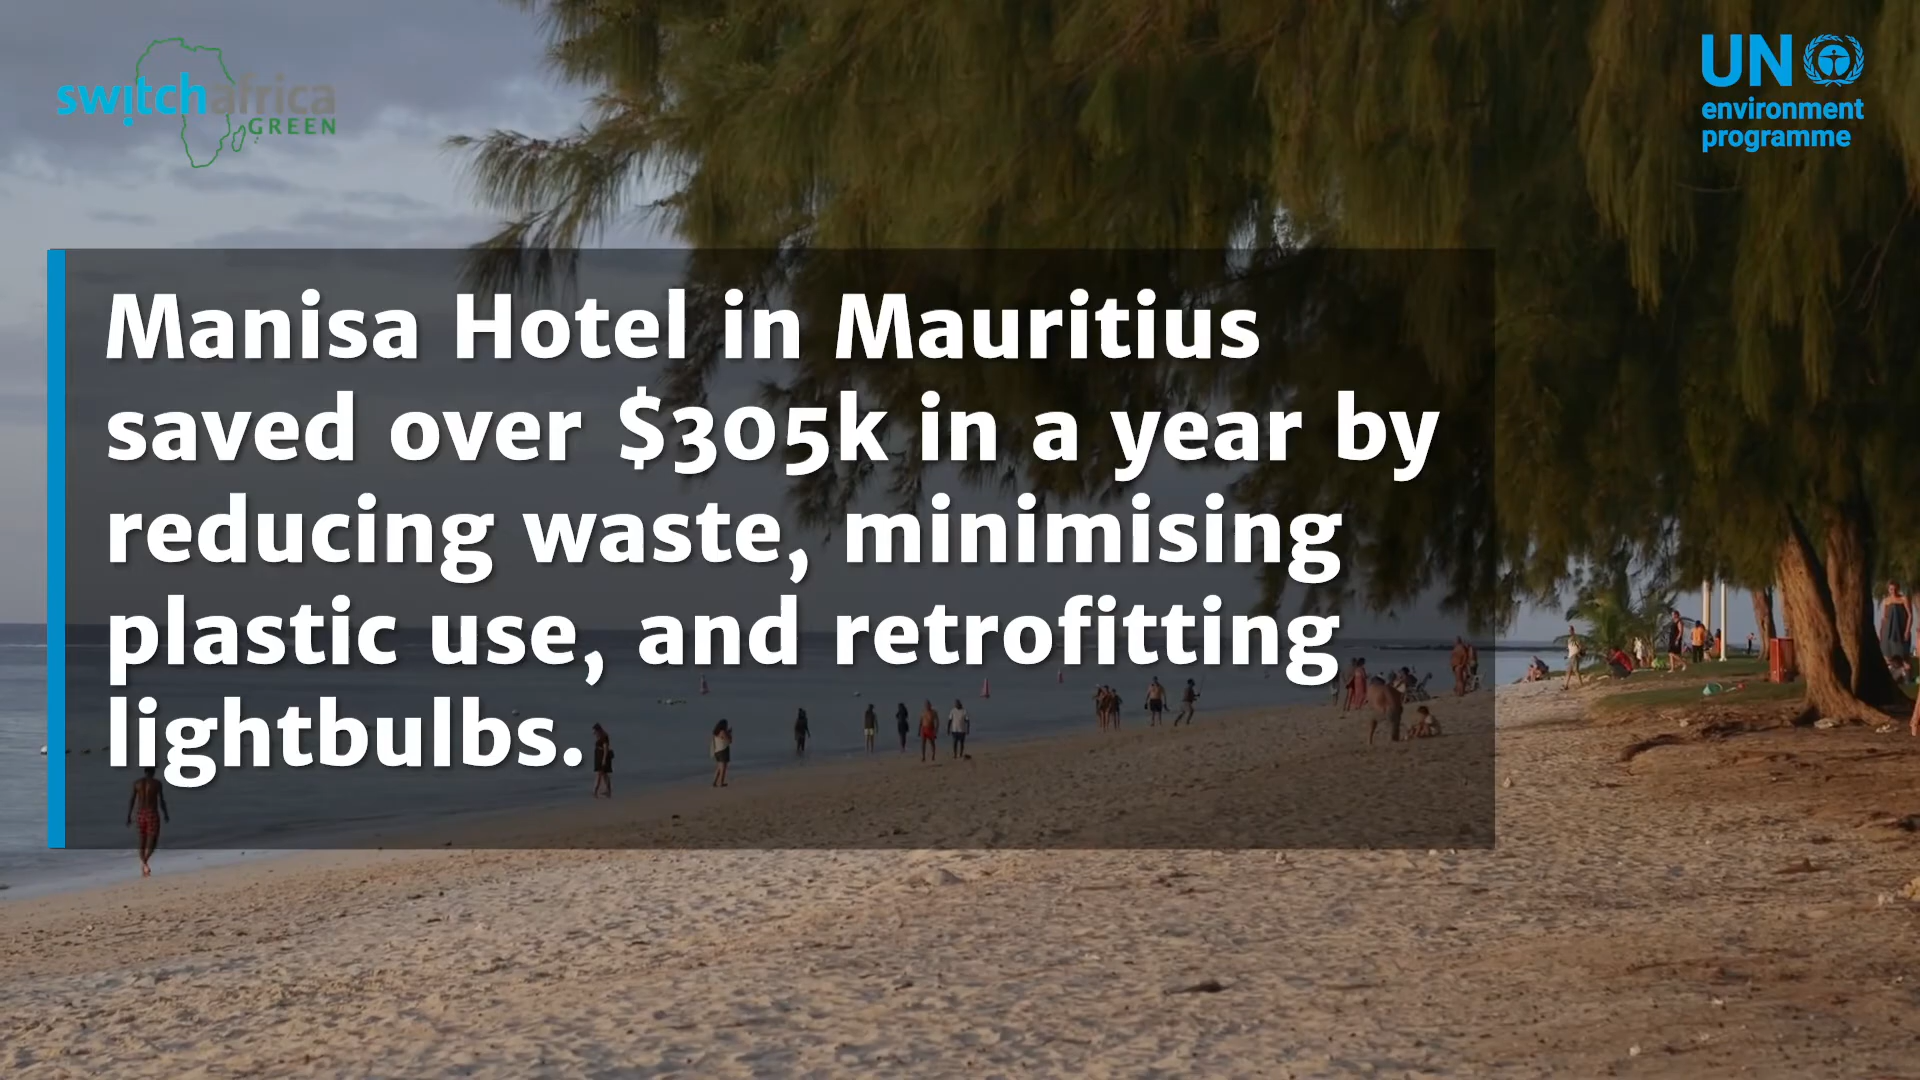 switchafrica
GREEN
UN
environment
programme
Manisa Hotel in Mauritius
saved over $305k in a year by
reducing waste, minimising
plastic use, and retrofitting
lightbulbs.